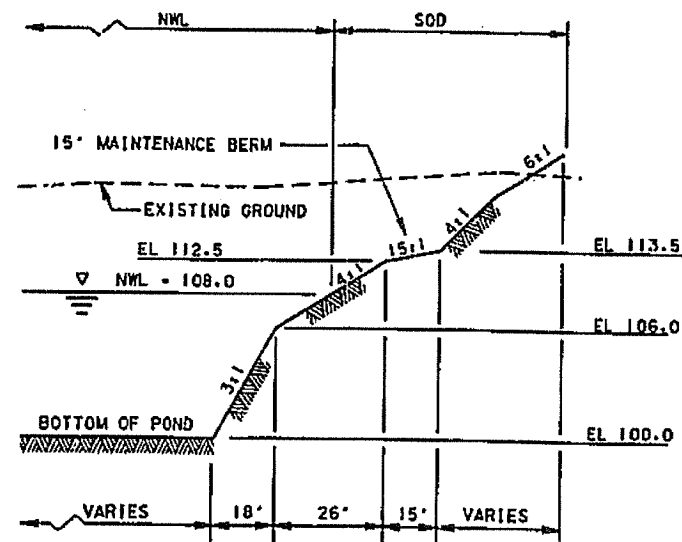 NWL
SOD
15' MAINTENANCE BERM
6:1
EXISTING GROUND
4:1
EL 112.5
15:1
EL 113.5
NWL - 108.0
4:1
EL 106.0
3:1
BOTTOM OF POND
EL 100.0
VARIES
18'
26'
15'
VARIES